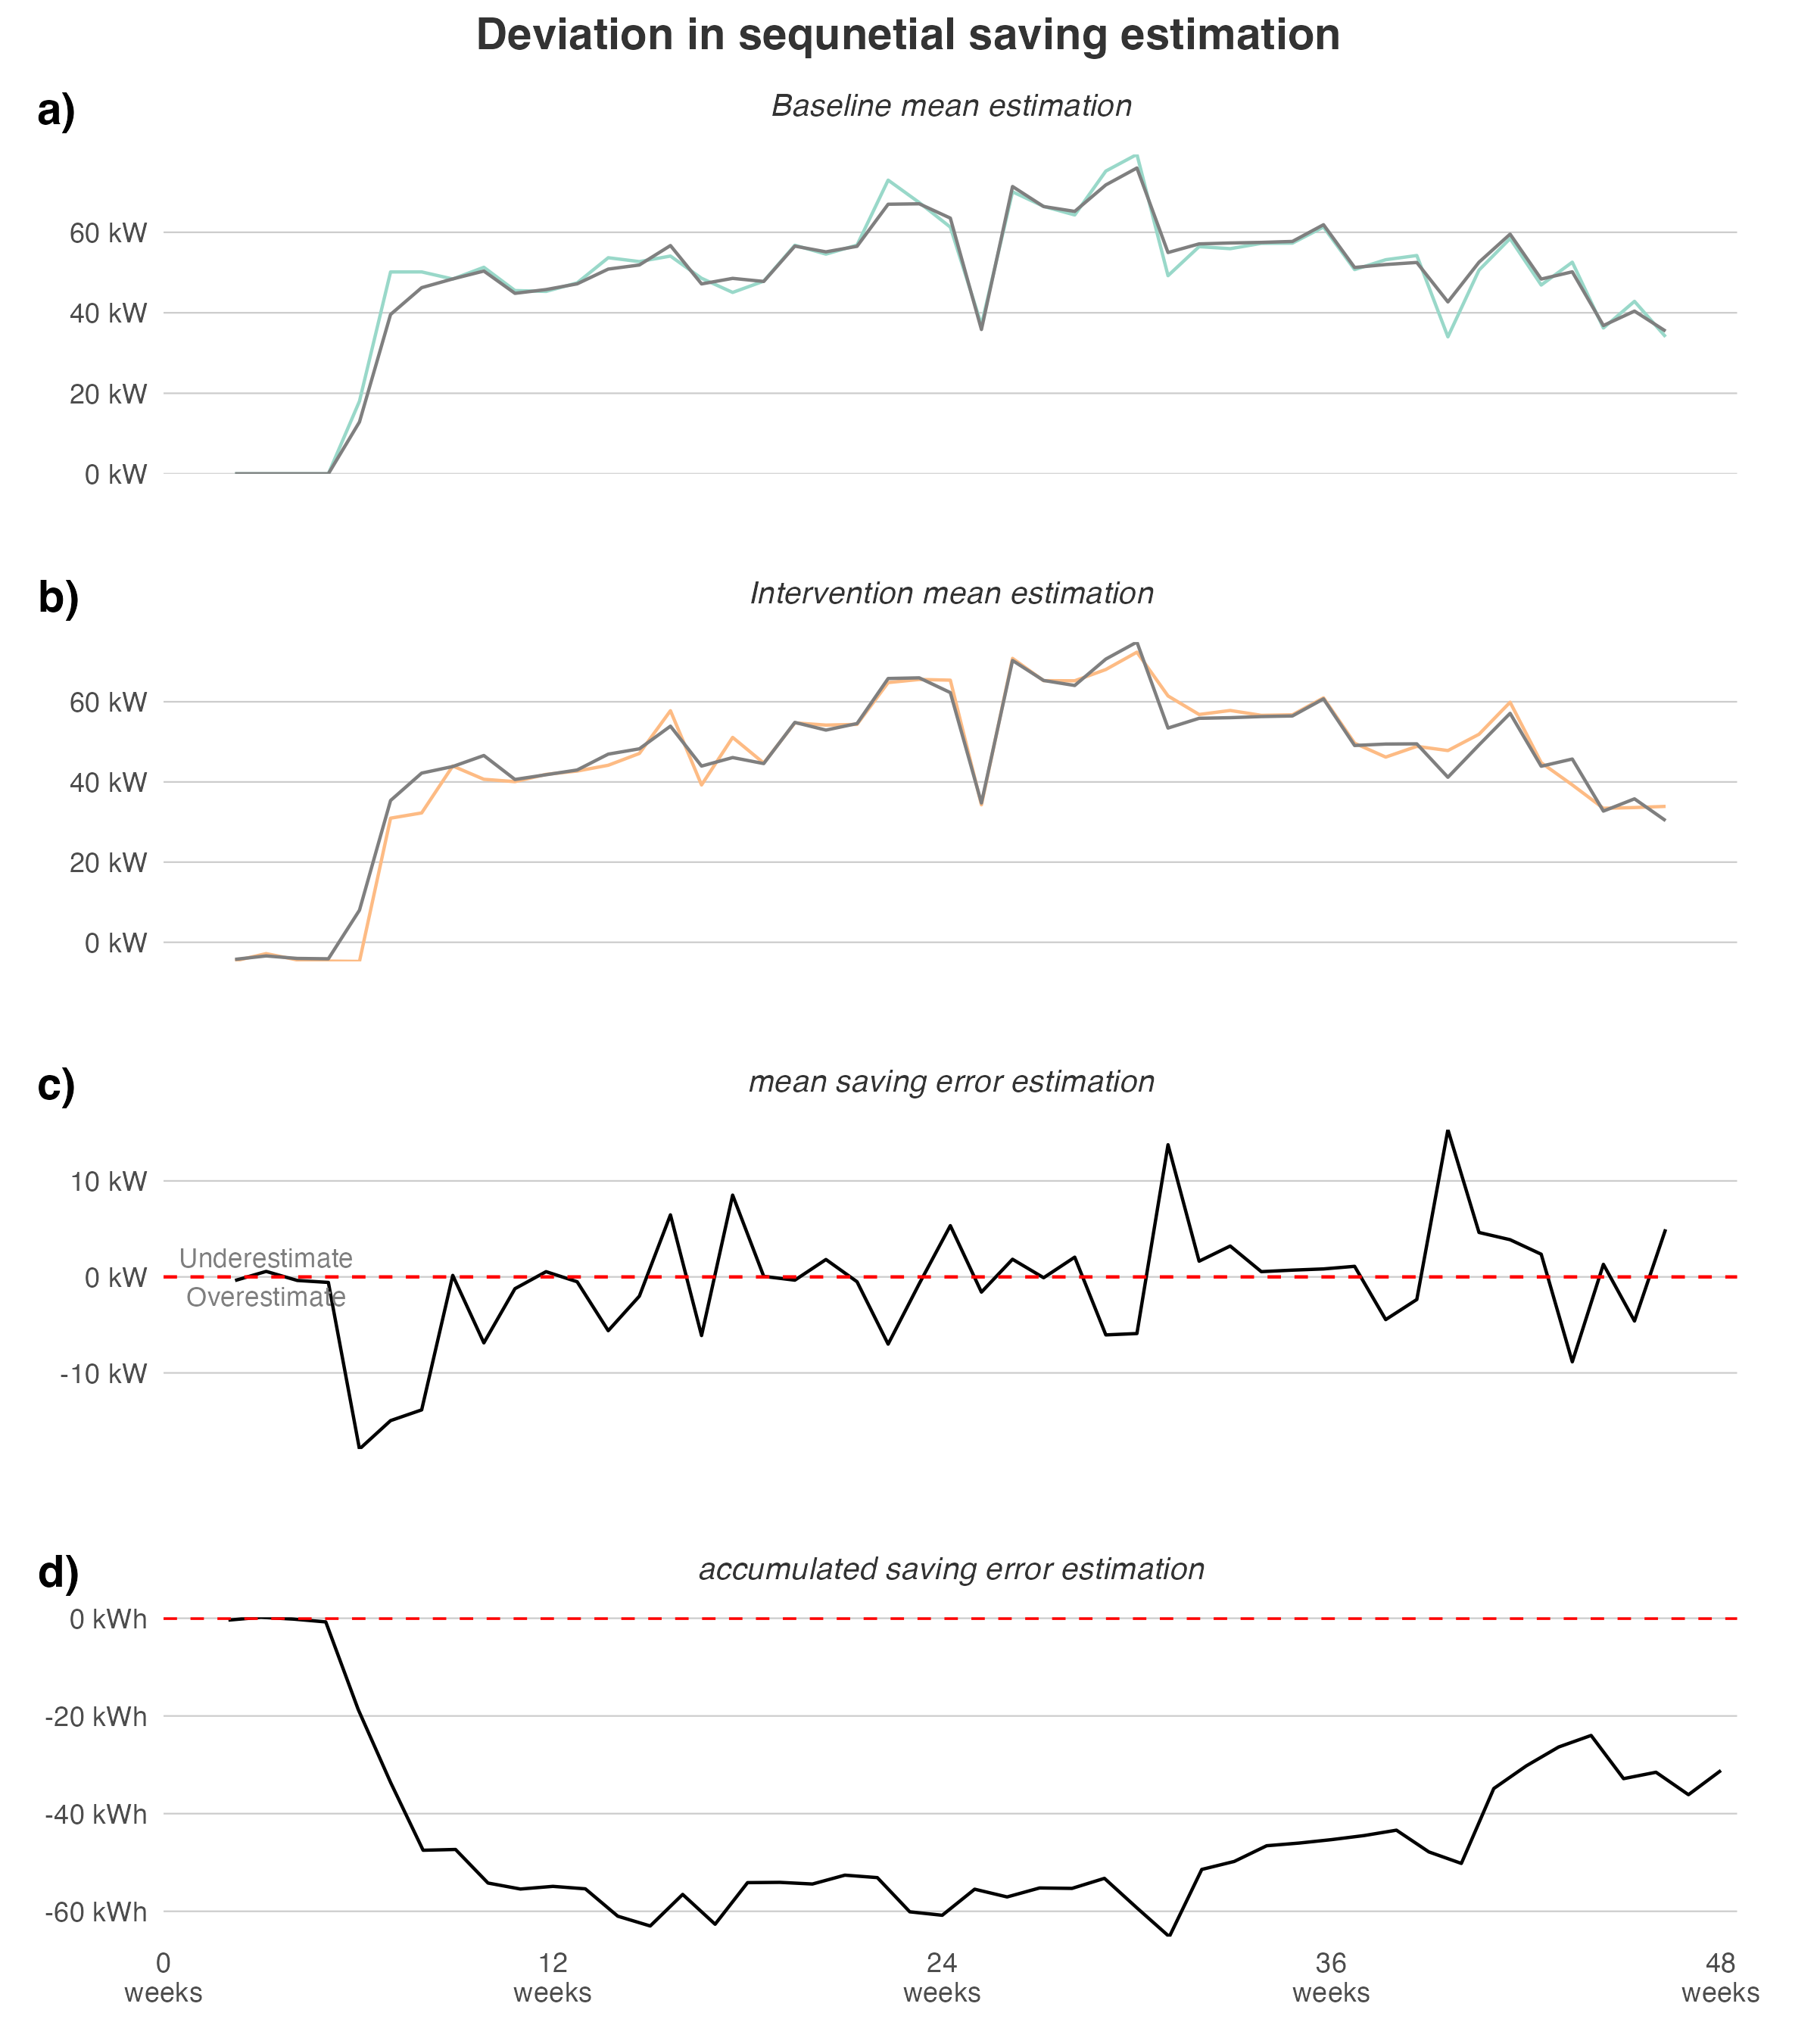 Deviation in sequnetial saving estimation
a)
Baseline mean estimation
60 kW
40 kW
20 kW
0 kW
b)
Intervention mean estimation
60 kW
40 kW
20 kW
0 kW
c)
mean saving error estimation
10 kW
Underestimate
0 kW
Overestimate
-10 kW
d)
accumulated saving error estimation
0 kWh
-20 kWh
-40 kWh
-60 kWh
0 12 24 36 48
weeks weeks weeks weeks weeks